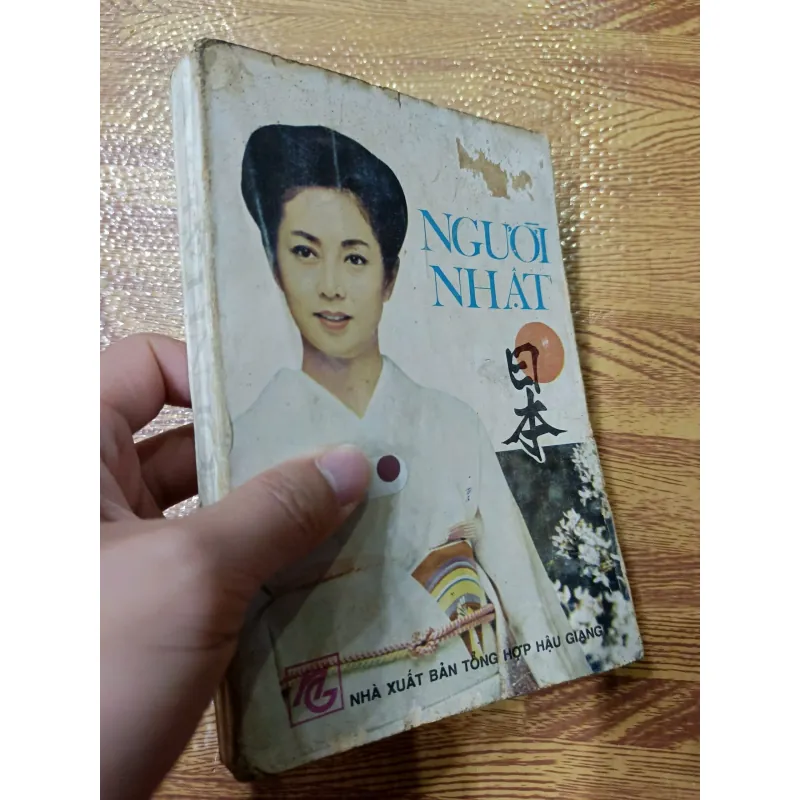 NGƯỜI
NHẬT
日本
NHÀ XUẤT BẢN TỔNG HỢP HẬU GIANG